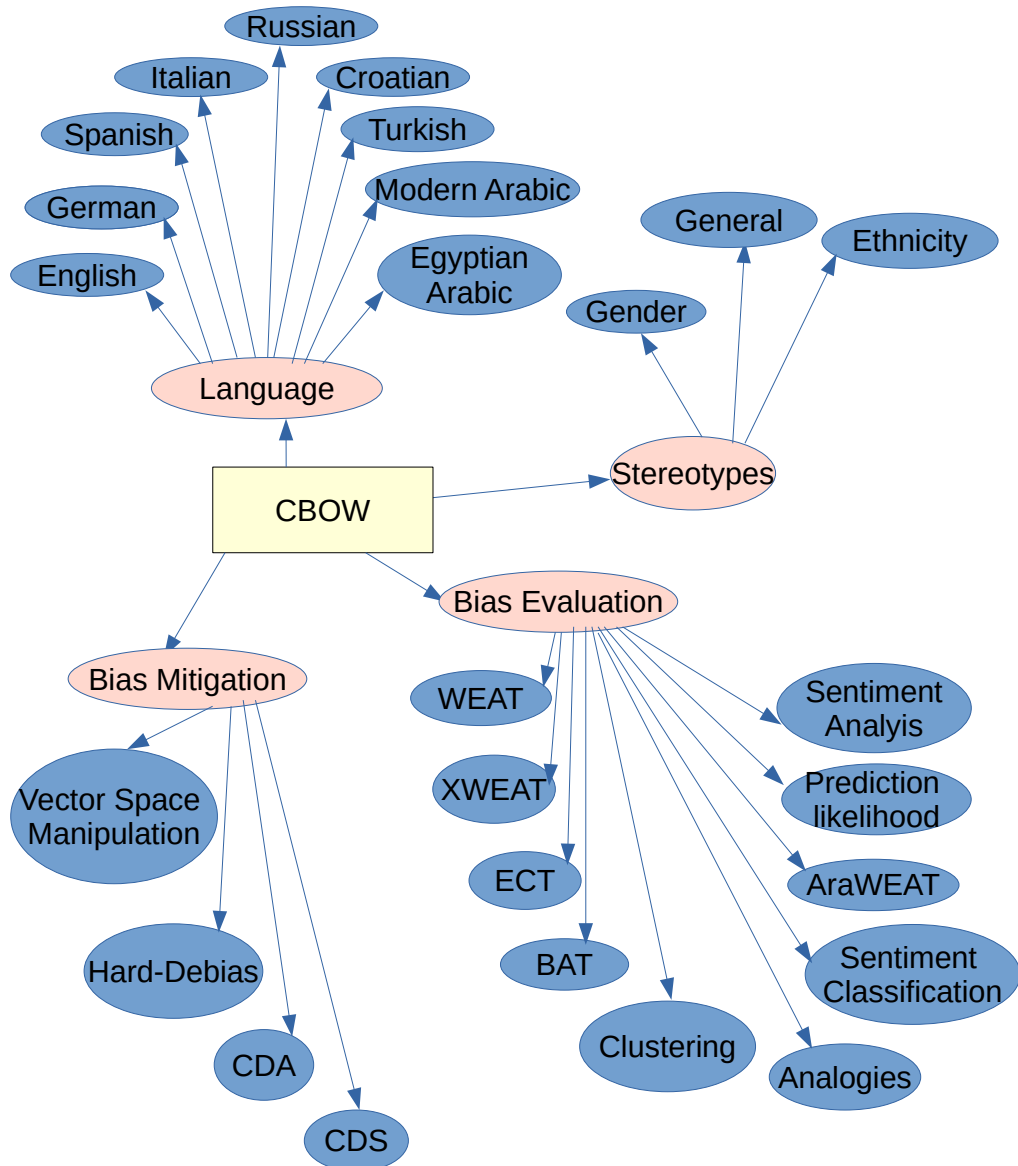 Russian
Italian
Croatian
Spanish
Turkish
German
Modern Arabic
English
Egyptian
Arabic
General
Ethnicity
Gender
Language
Stereotypes
CBOW
Bias Evaluation
Bias Mitigation
WEAT
Sentiment
Analyis
XWEAT
Prediction
likelihood
Vector Space
Manipulation
ECT
AraWEAT
Hard-Debias
BAT
Sentiment
Classification
Clustering
CDA
Analogies
CDS